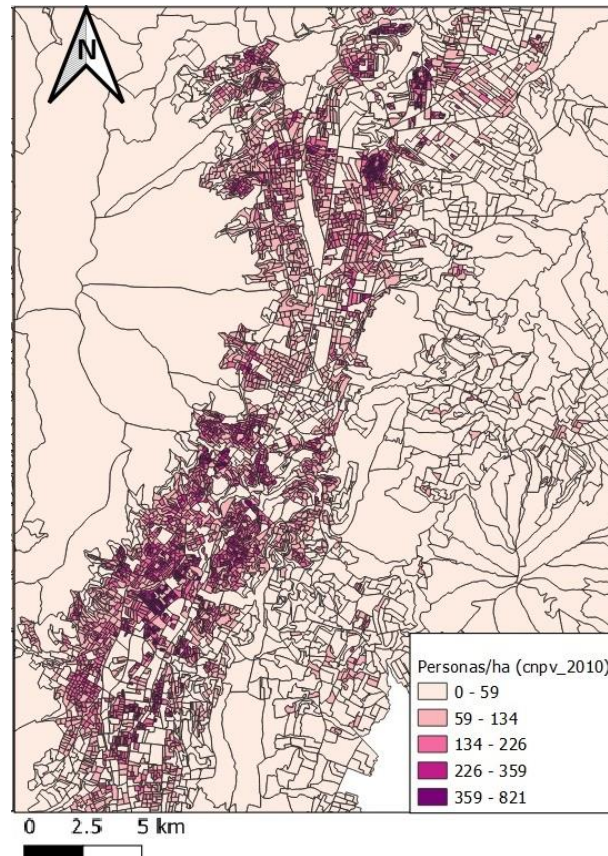 N
Personas/ha (cnpv_2010)
0 - 59
59 - 134
134 - 226
226 - 359
359 - 821
0 2.5 5 km